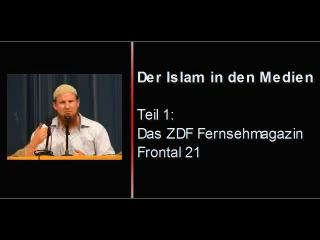 Der Islam in den Medien
Teil 1:
Das ZDF Fernsehmagazin
Frontal 21